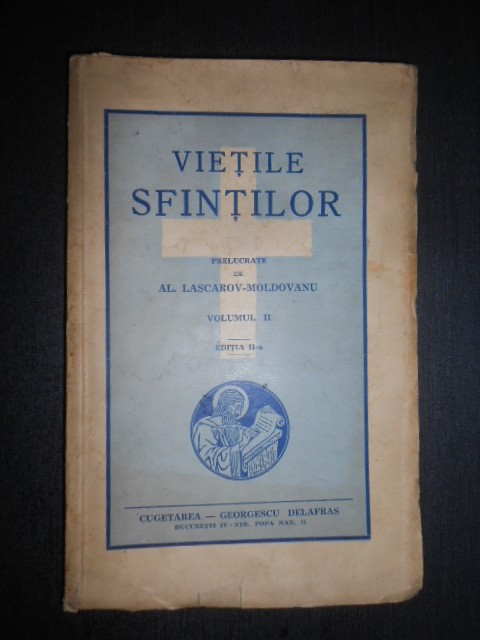 VIEȚILE
SFINȚILOR
PRELUCRATE
DE
AL. LASCAROV-MOLDOVANU
VOLUMUL II
EDIȚIA II-a
CUGETAREA — GEORGESCU DELAFRAS
BUCUREȘTI IV - STR. POPA NAN, 21